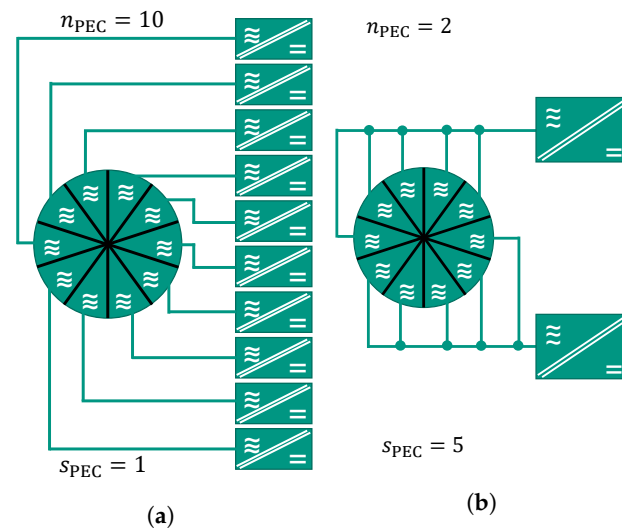 n_PEC = 10
n_PEC = 2
s_PEC = 1
s_PEC = 5
(a)
(b)